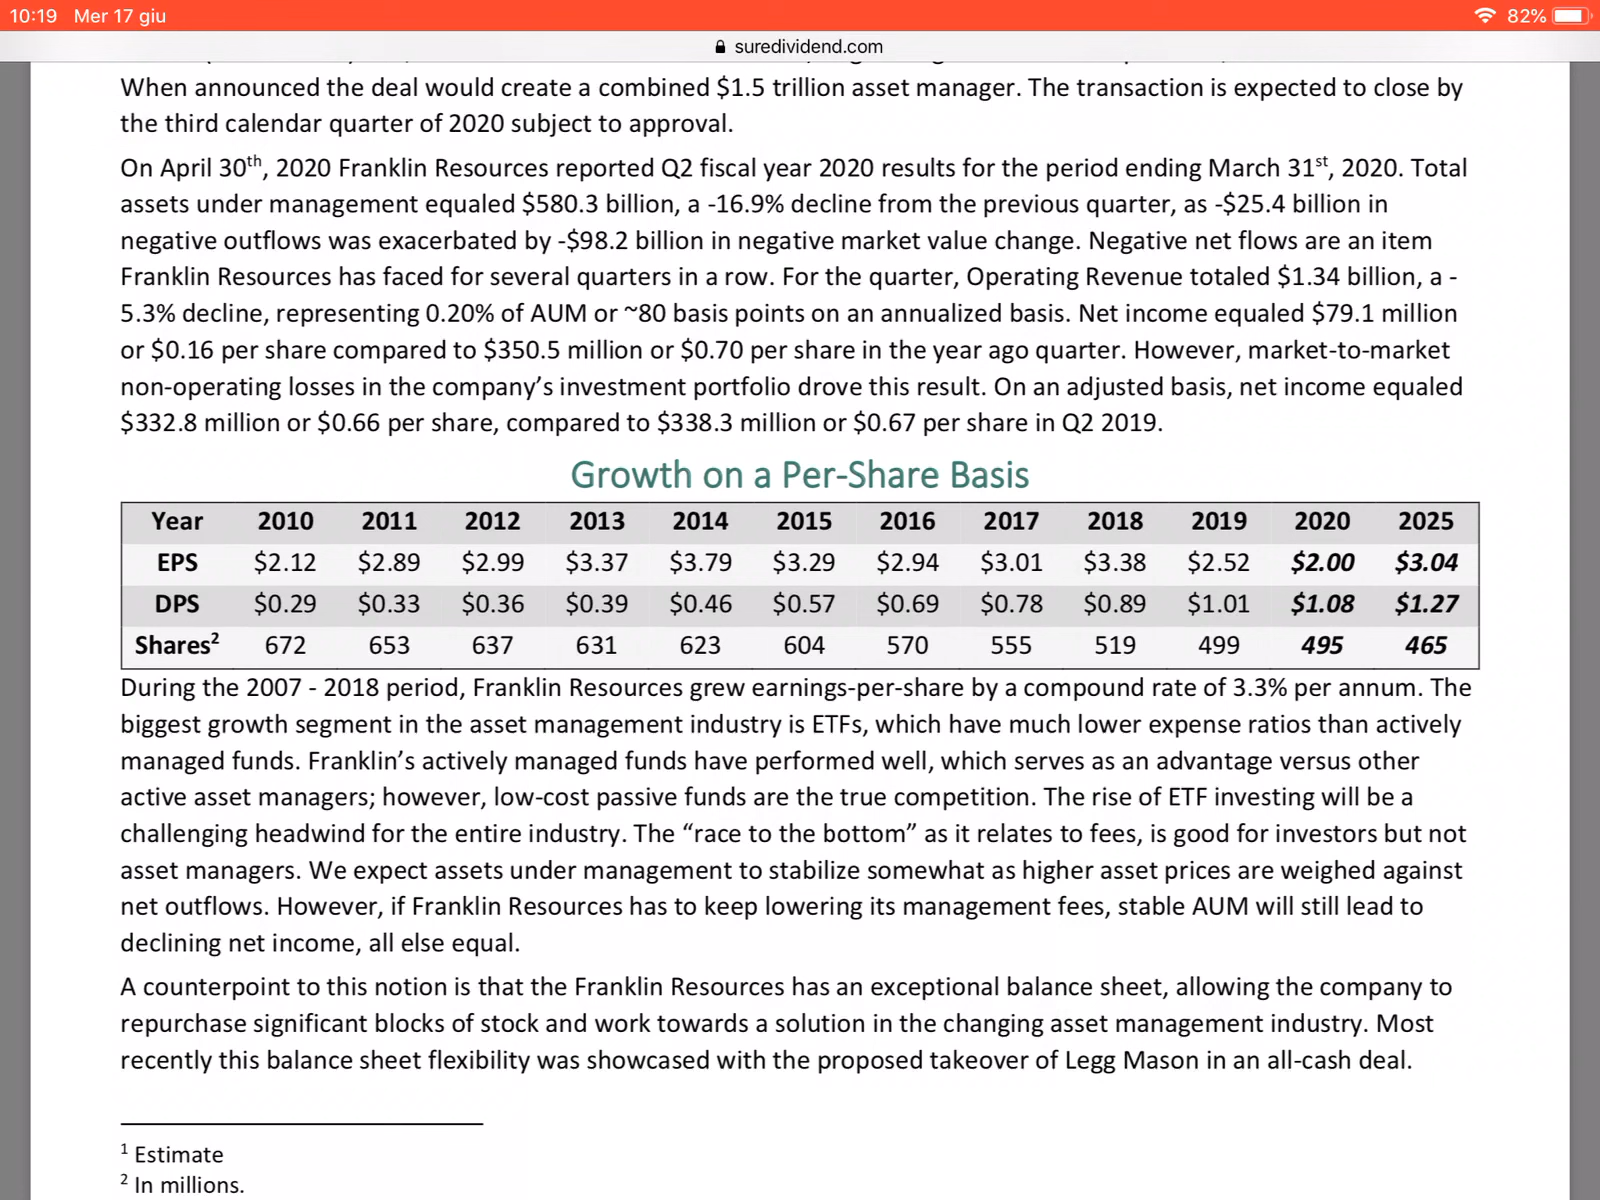 10:19 Mer 17 giu 82%
suredividend.com
When announced the deal would create a combined $1.5 trillion asset manager. The transaction is expected to close by
the third calendar quarter of 2020 subject to approval.
On April 30th, 2020 Franklin Resources reported Q2 fiscal year 2020 results for the period ending March 31st, 2020. Total
assets under management equaled $580.3 billion, a -16.9% decline from the previous quarter, as -$25.4 billion in
negative outflows was exacerbated by -$98.2 billion in negative market value change. Negative net flows are an item
Franklin Resources has faced for several quarters in a row. For the quarter, Operating Revenue totaled $1.34 billion, a -
5.3% decline, representing 0.20% of AUM or ~80 basis points on an annualized basis. Net income equaled $79.1 million
or $0.16 per share compared to $350.5 million or $0.70 per share in the year ago quarter. However, market-to-market
non-operating losses in the company’s investment portfolio drove this result. On an adjusted basis, net income equaled
$332.8 million or $0.66 per share, compared to $338.3 million or $0.67 per share in Q2 2019.
Growth on a Per-Share Basis
Year 2010 2011 2012 2013 2014 2015 2016 2017 2018 2019 2020 2025
EPS $2.12 $2.89 $2.99 $3.37 $3.79 $3.29 $2.94 $3.01 $3.38 $2.52 $2.00 $3.04
DPS $0.29 $0.33 $0.36 $0.39 $0.46 $0.57 $0.69 $0.78 $0.89 $1.01 $1.08 $1.27
Shares2 672 653 637 631 623 604 570 555 519 499 495 465
During the 2007 - 2018 period, Franklin Resources grew earnings-per-share by a compound rate of 3.3% per annum. The
biggest growth segment in the asset management industry is ETFs, which have much lower expense ratios than actively
managed funds. Franklin’s actively managed funds have performed well, which serves as an advantage versus other
active asset managers; however, low-cost passive funds are the true competition. The rise of ETF investing will be a
challenging headwind for the entire industry. The “race to the bottom” as it relates to fees, is good for investors but not
asset managers. We expect assets under management to stabilize somewhat as higher asset prices are weighed against
net outflows. However, if Franklin Resources has to keep lowering its management fees, stable AUM will still lead to
declining net income, all else equal.
A counterpoint to this notion is that the Franklin Resources has an exceptional balance sheet, allowing the company to
repurchase significant blocks of stock and work towards a solution in the changing asset management industry. Most
recently this balance sheet flexibility was showcased with the proposed takeover of Legg Mason in an all-cash deal.
1 Estimate
2 In millions.